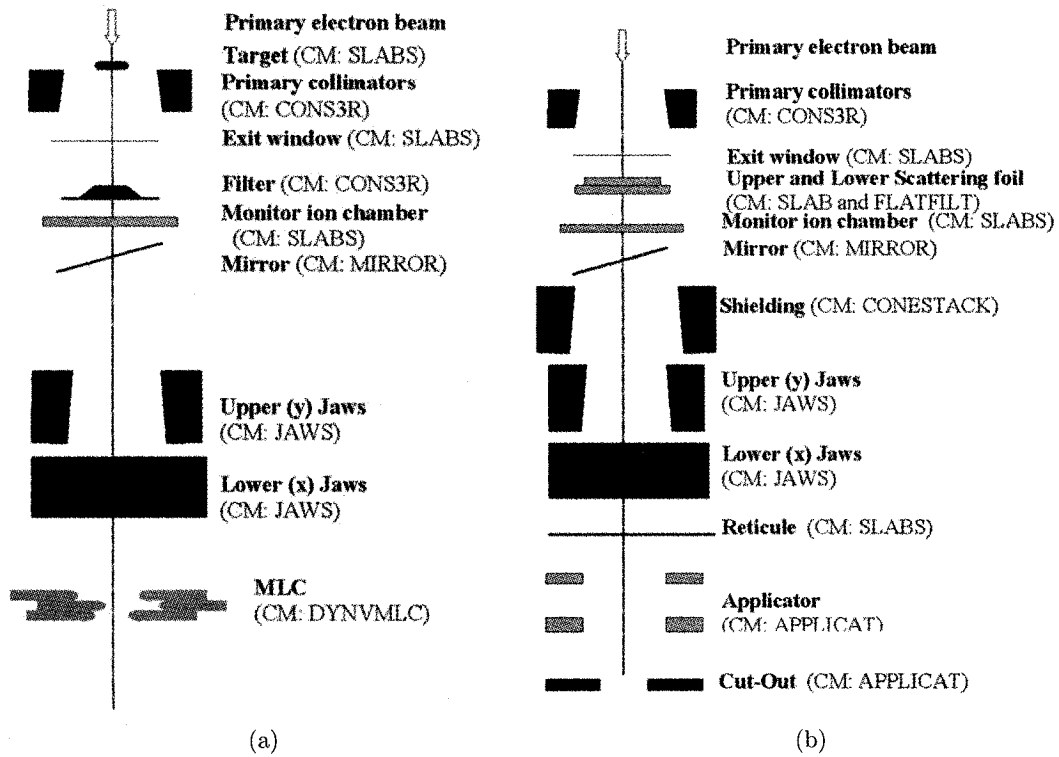 Primary electron beam
Target (CM: SLABS)
Primary collimators
(CM: CONS3R)
Exit window (CM: SLABS)
Filter (CM: CONS3R)
Monitor ion chamber
(CM: SLABS)
Mirror (CM: MIRROR)
Upper (y) Jaws
(CM: JAWS)
Lower (x) Jaws
(CM: JAWS)
MLC
(CM: DYNVMLC)
(a)
Primary electron beam
Primary collimators
(CM: CONS3R)
Exit window (CM: SLABS)
Upper and Lower Scattering foil
(CM: SLAB and FLATFILT)
Monitor ion chamber (CM: SLABS)
Mirror (CM: MIRROR)
Shielding (CM: CONESTACK)
Upper (y) Jaws
(CM: JAWS)
Lower (x) Jaws
(CM: JAWS)
Reticule (CM: SLABS)
Applicator
(CM: APPLICAT)
Cut-Out (CM: APPLICAT)
(b)